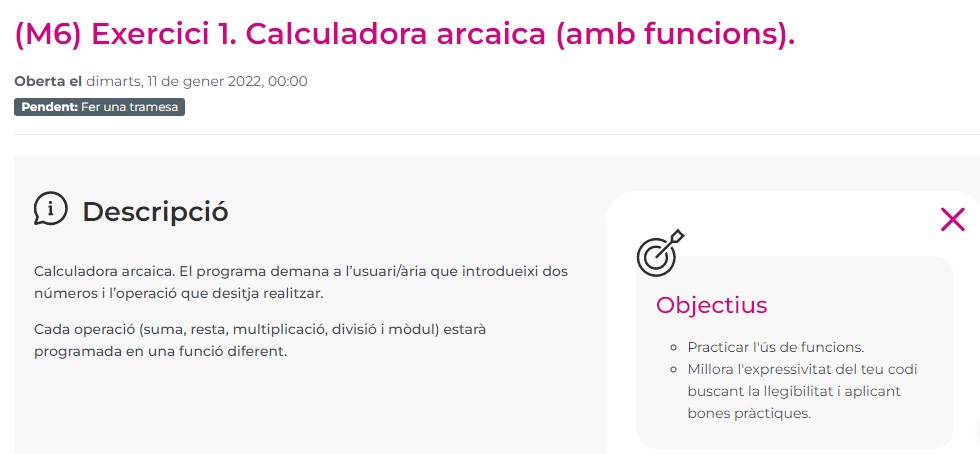 (M6) Exercici 1. Calculadora arcaica (amb funcions).
Oberta el dimarts, 11 de gener 2022, 00:00
Pendent: Fer una tramesa
Descripció
Calculadora arcaica. El programa demana a l’usuari/ària que introdueixi dos
números i l’operació que desitja realitzar.
Cada operació (suma, resta, multiplicació, divisió i mòdul) estarà
programada en una funció diferent.
Objectius
Practicar l'ús de funcions.
Millora l'expressivitat del teu codi
buscant la llegibilitat i aplicant
bones pràctiques.